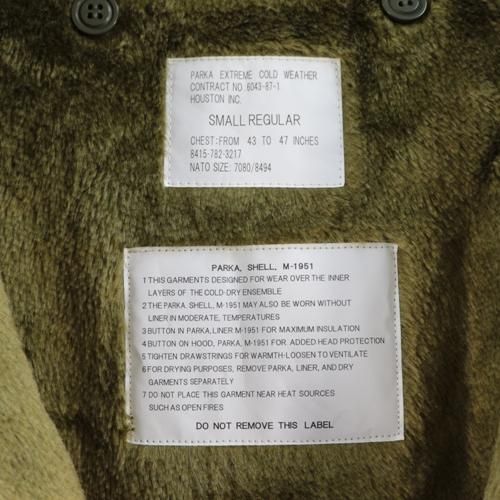 PARKA EXTREME COLD WEATHER
CONTRACT NO. 6043-87-1
HOUSTON INC.
SMALL REGULAR
CHEST:FROM 43 TO 47 INCHES
8415-782-3217
NATO SIZE: 7080/8494
PARKA, SHELL, M-1951
1 THIS GARMENTS DESIGNED FOR WEAR OVER THE INNER
LAYERS OF THE COLD-DRY ENSEMBLE
2 THE PARKA. SHELL, M-1951 MAY ALSO BE WORN WITHOUT
LINER IN MODERATE, TEMPERATURES
3 BUTTON IN PARKA,LINER M-1951 FOR MAXIMUM INSULATION
4 BUTTON ON HOOD, PARKA, M-1951 FOR ADDED HEAD PROTECTION
5 TIGHTEN DRAWSTRINGS FOR WARMTH-LOOSEN TO VENTILATE
6 FOR DRYING PURPOSES, REMOVE PARKA, LINER, AND DRY
GARMENTS SEPARATELY
7 DO NOT PLACE THIS GARMENT NEAR HEAT SOURCES
SUCH AS OPEN FIRES
DO NOT REMOVE THIS LABEL